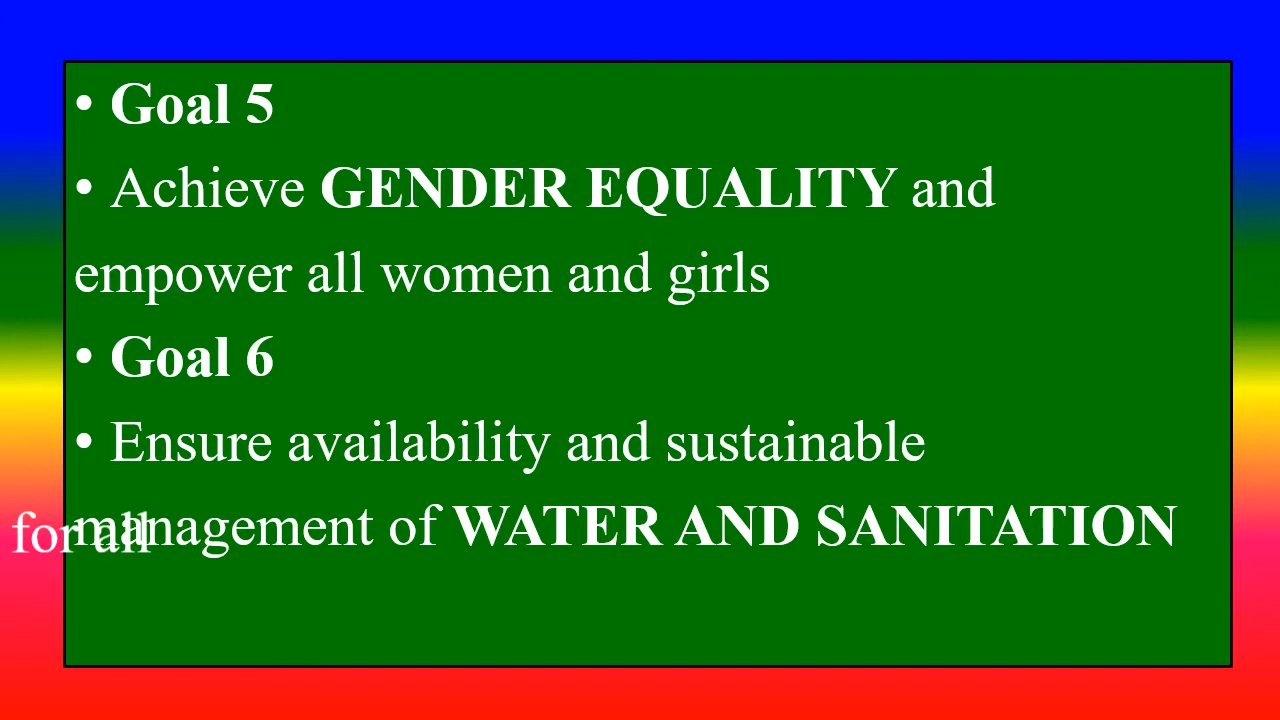 • Goal 5
• Achieve GENDER EQUALITY and
empower all women and girls
• Goal 6
• Ensure availability and sustainable
management of WATER AND SANITATION
for all